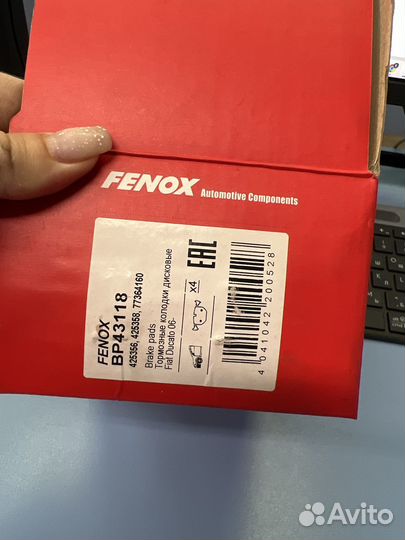 FENOX Automotive Components
FENOX
BP43118
425356, 425358, 77364160
Brake pads
Тормозные колодки дисковые
Fiat Ducato 06-
x4
EAC
4 041042 200528
Avito